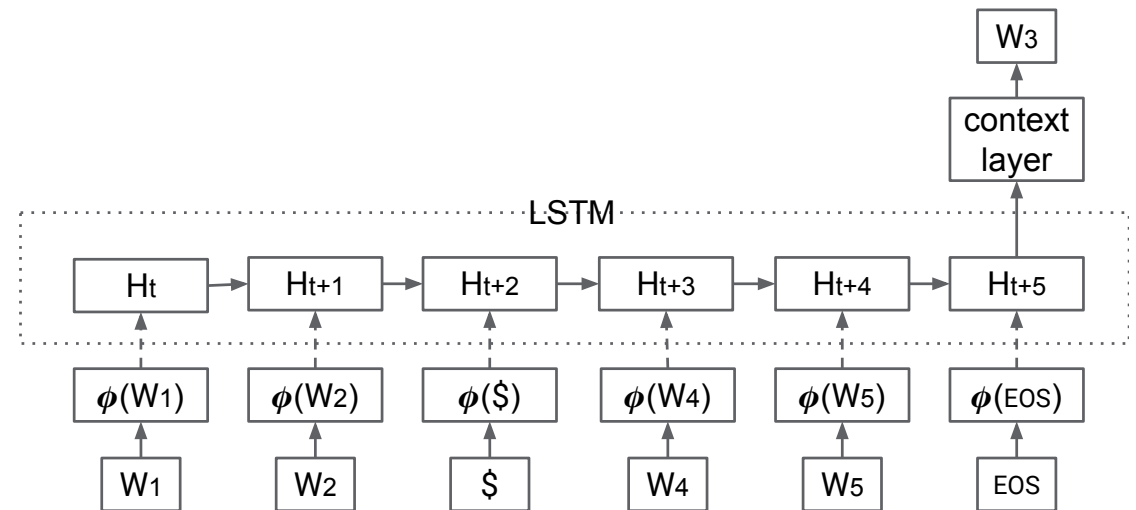 W3
context
layer
LSTM
Ht Ht+1 Ht+2 Ht+3 Ht+4 Ht+5
ϕ(W1) ϕ(W2) ϕ($) ϕ(W4) ϕ(W5) ϕ(EOS)
W1 W2 $ W4 W5 EOS